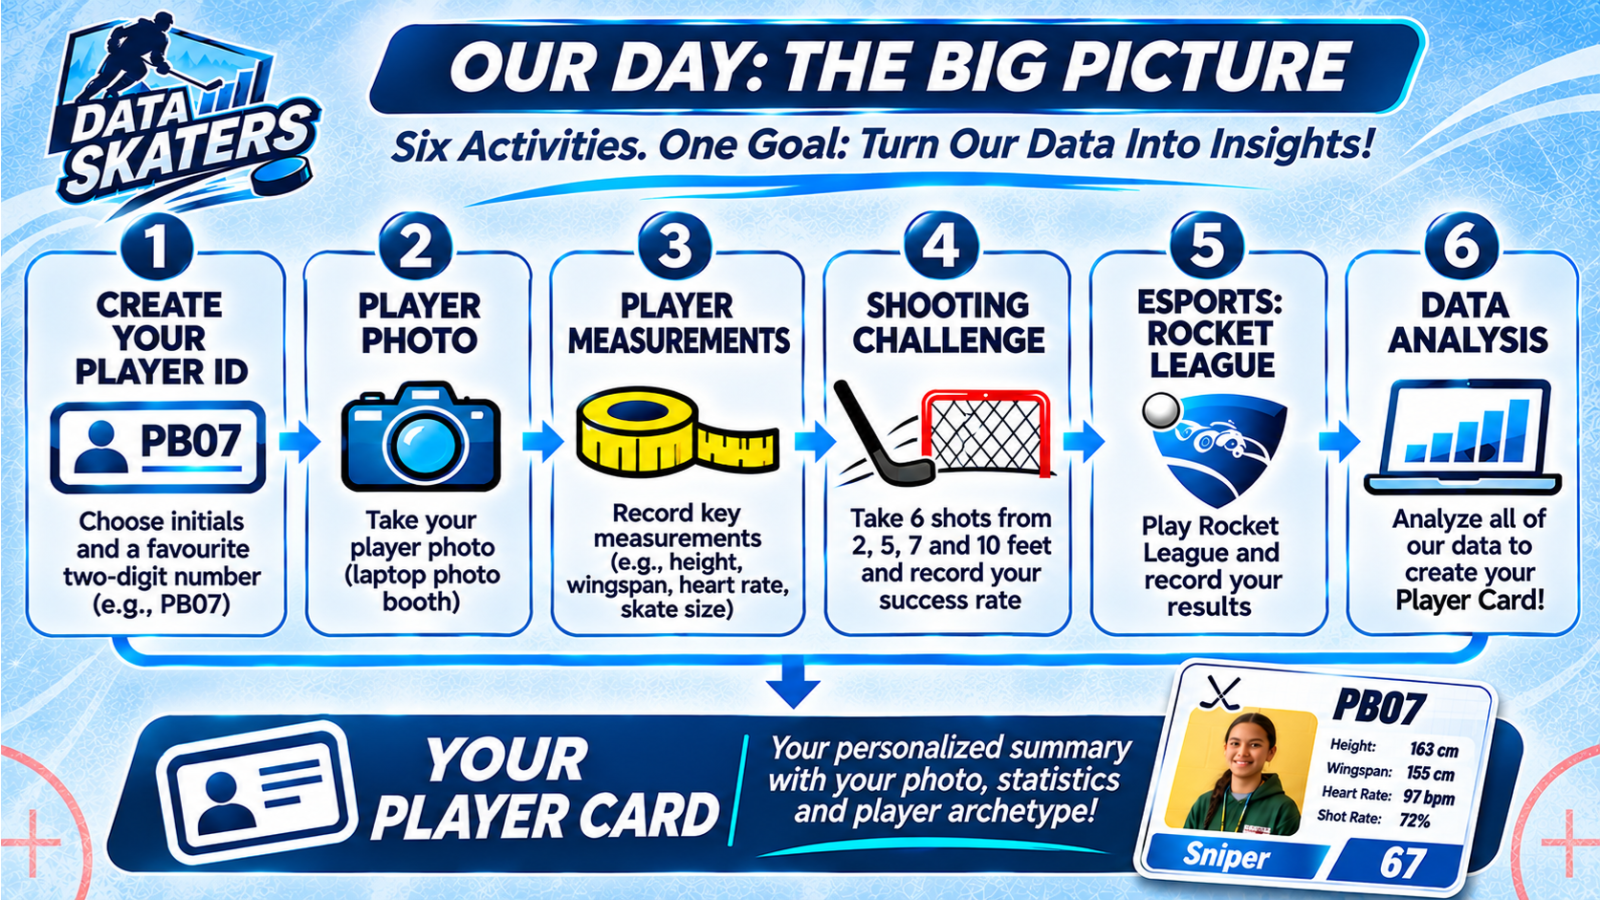 DATA
SKATERS
OUR DAY: THE BIG PICTURE
Six Activities. One Goal: Turn Our Data Into Insights!
1
CREATE
YOUR
PLAYER ID
PB07
Choose initials
and a favourite
two-digit number
(e.g., PB07)
2
PLAYER
PHOTO
Take your
player photo
(laptop photo
booth)
3
PLAYER
MEASUREMENTS
Record key
measurements
(e.g., height,
wingspan, heart rate,
skate size)
4
SHOOTING
CHALLENGE
Take 6 shots from
2, 5, 7 and 10 feet
and record your
success rate
5
ESPORTS:
ROCKET
LEAGUE
Play Rocket
League and
record your
results
6
DATA
ANALYSIS
Analyze all of
our data to
create your
Player Card!
YOUR
PLAYER CARD
Your personalized summary
with your photo, statistics
and player archetype!
PB07
Height: 163 cm
Wingspan: 155 cm
Heart Rate: 97 bpm
Shot Rate: 72%
Sniper
67